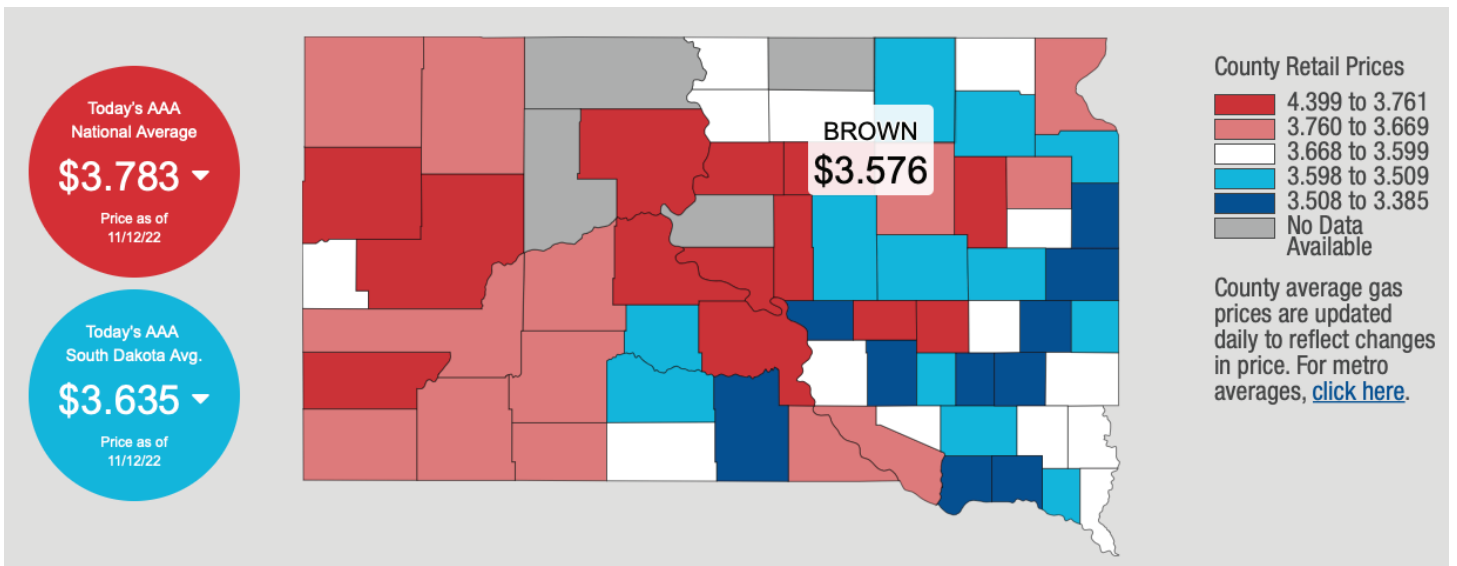 Today's AAA
National Average
$3.783
Price as of
11/12/22
Today's AAA
South Dakota Avg.
$3.635
Price as of
11/12/22
BROWN
$3.576
County Retail Prices
4.399 to 3.761
3.760 to 3.669
3.668 to 3.599
3.598 to 3.509
3.508 to 3.385
No Data
Available
County average gas
prices are updated
daily to reflect changes
in price. For metro
averages, click here.